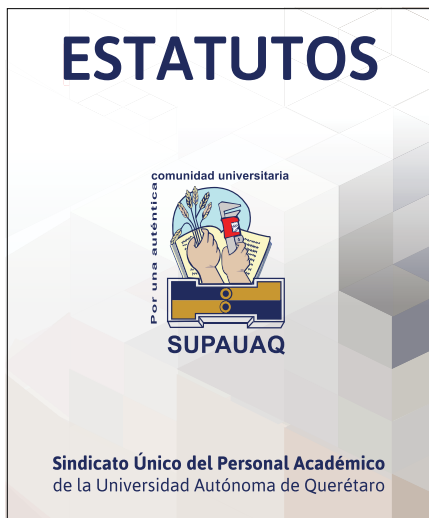 ESTATUTOS
comunidad universitaria
Por una auténtica
SUPAUAQ
Sindicato Único del Personal Académico
de la Universidad Autónoma de Querétaro